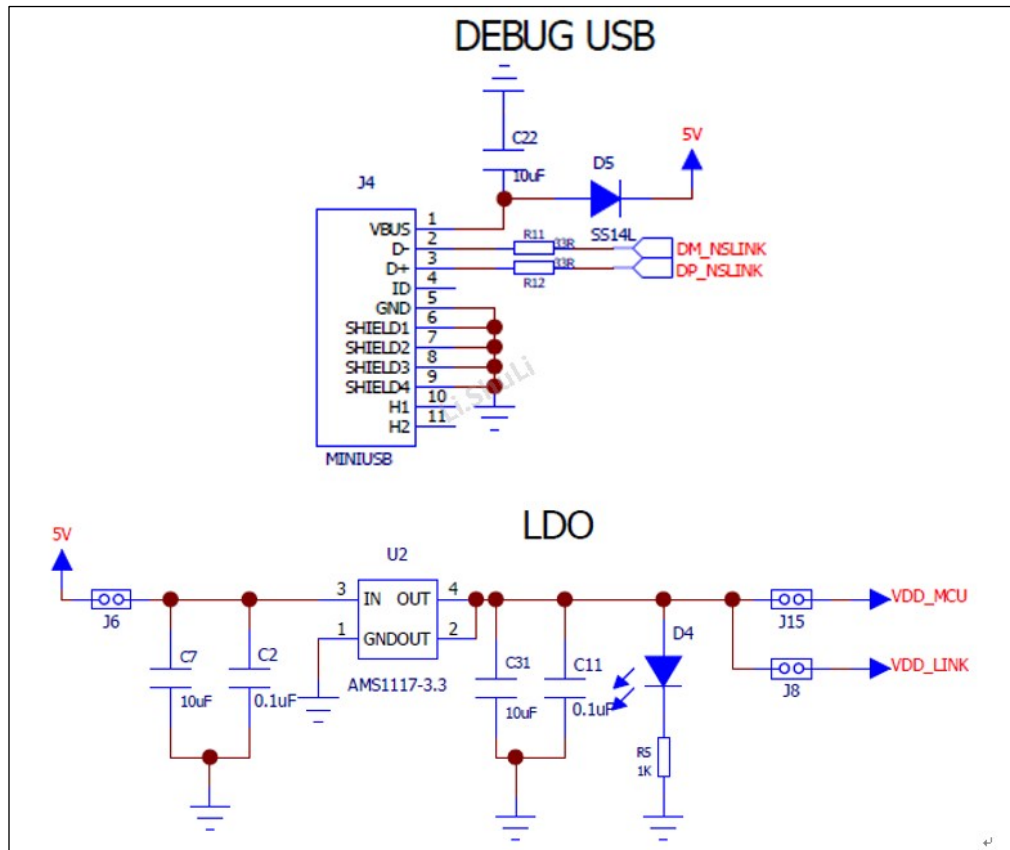 DEBUG USB
C22
10uF
D5
5V
J4
SS14L
VBUS 1
D- 2
R11 33R
DM_NSLINK
D+ 3
R12 33R
DP_NSLINK
ID 4
GND 5
SHIELD1 6
SHIELD2 7
SHIELD3 8
SHIELD4 9
H1 10
H2 11
MINIUSB
Li.ShuLi
LDO
5V
U2
J6
3 IN OUT 4
1 GNDOUT 2
AMS1117-3.3
C7
10uF
C2
0.1uF
C31
10uF
C11
0.1uF
D4
R5
1K
J15
VDD_MCU
J8
VDD_LINK